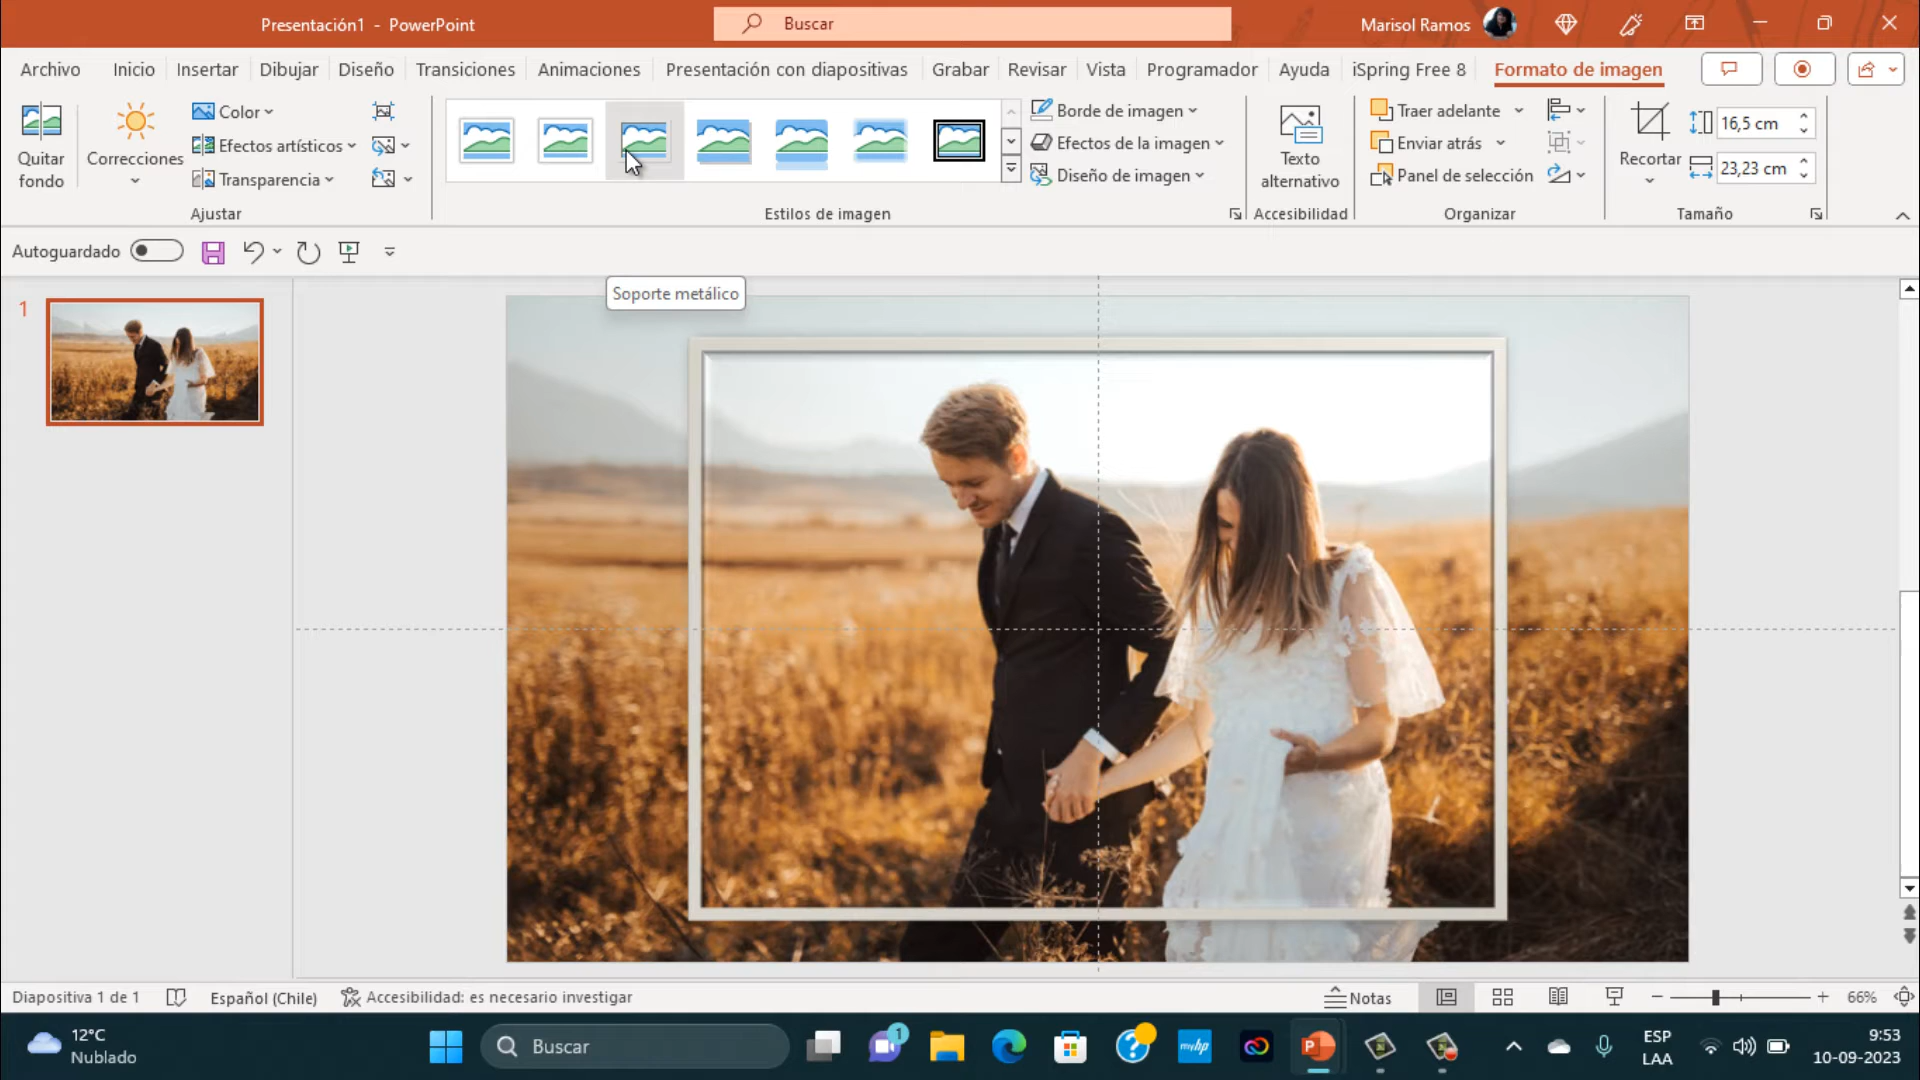 Presentación1 - PowerPoint
Buscar
Marisol Ramos
Archivo Inicio Insertar Dibujar Diseño Transiciones Animaciones Presentación con diapositivas Grabar Revisar Vista Programador Ayuda iSpring Free 8 Formato de imagen
Quitar fondo
Correcciones
Color
Efectos artísticos
Transparencia
Ajustar
Borde de imagen
Efectos de la imagen
Diseño de imagen
Estilos de imagen
Texto alternativo
Accesibilidad
Traer adelante
Enviar atrás
Panel de selección
Organizar
Recortar
16,5 cm
23,23 cm
Tamaño
Autoguardado
Soporte metálico
1
Diapositiva 1 de 1 Español (Chile) Accesibilidad: es necesario investigar Notas 66%
12°C
Nublado
Buscar
1
myhp
ESP
LAA
9:53
10-09-2023